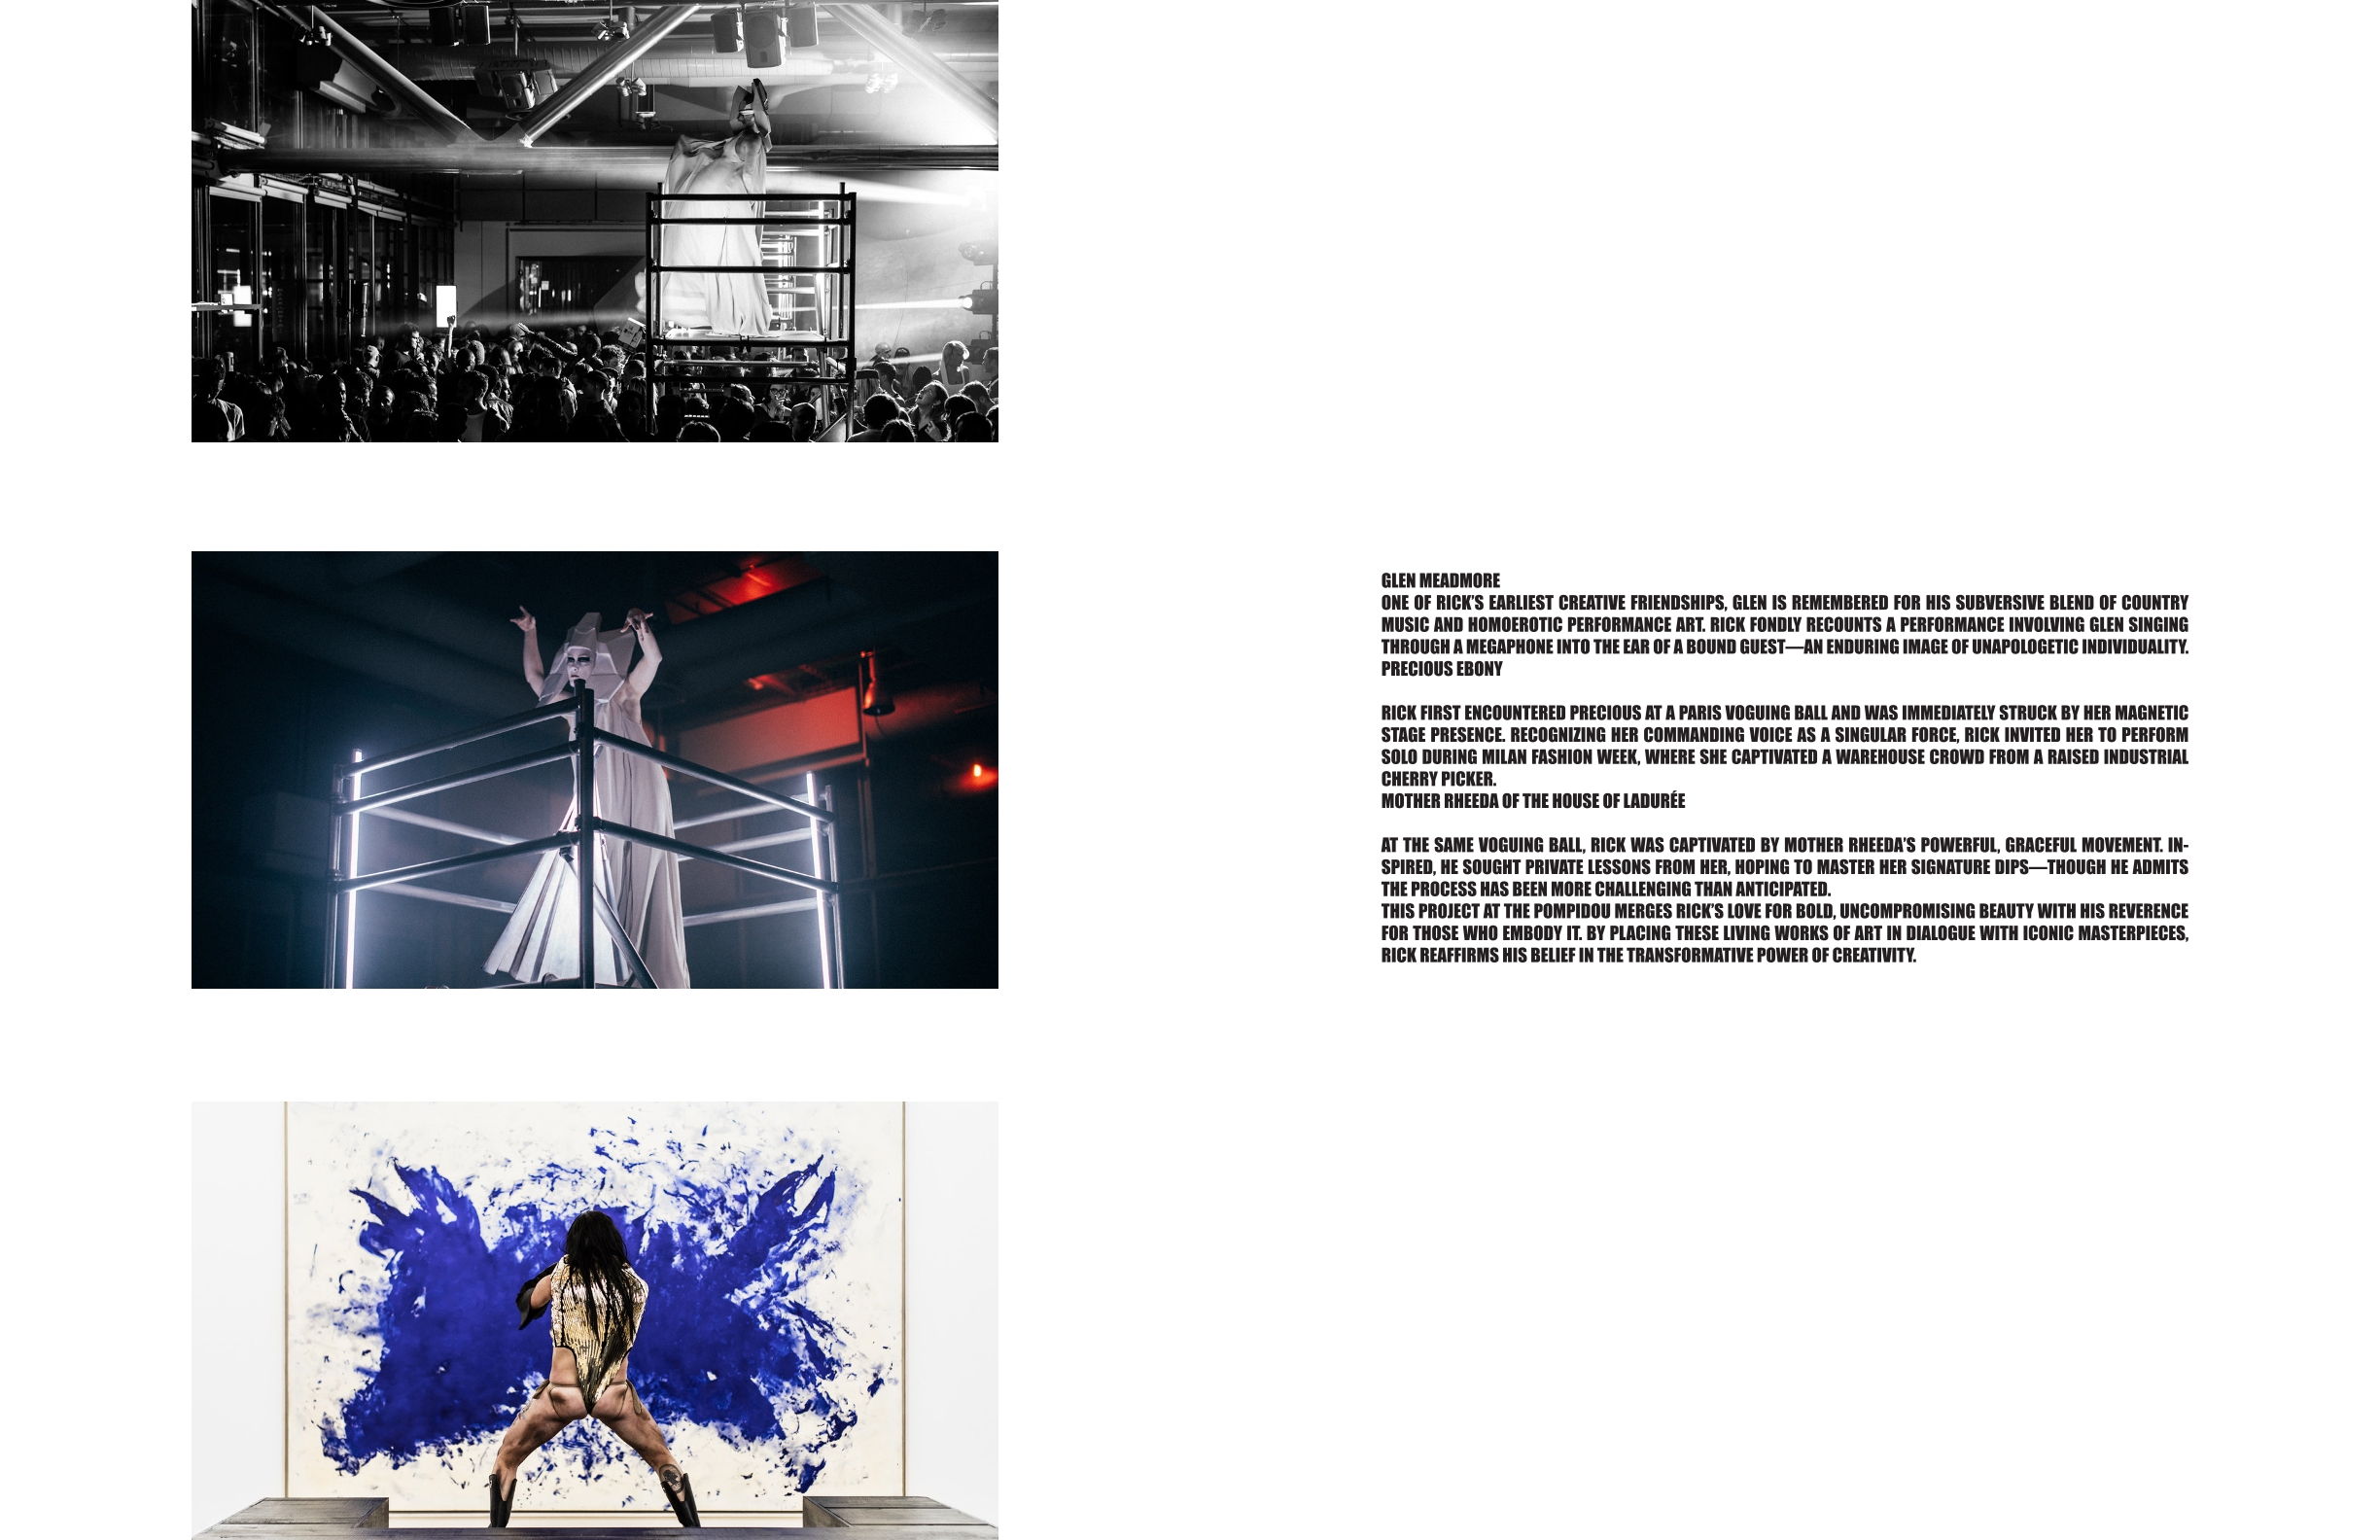 GLEN MEADMORE
ONE OF RICK’S EARLIEST CREATIVE FRIENDSHIPS, GLEN IS REMEMBERED FOR HIS SUBVERSIVE BLEND OF COUNTRY
MUSIC AND HOMOEROTIC PERFORMANCE ART. RICK FONDLY RECOUNTS A PERFORMANCE INVOLVING GLEN SINGING
THROUGH A MEGAPHONE INTO THE EAR OF A BOUND GUEST—AN ENDURING IMAGE OF UNAPOLOGETIC INDIVIDUALITY.
PRECIOUS EBONY
RICK FIRST ENCOUNTERED PRECIOUS AT A PARIS VOGUING BALL AND WAS IMMEDIATELY STRUCK BY HER MAGNETIC
STAGE PRESENCE. RECOGNIZING HER COMMANDING VOICE AS A SINGULAR FORCE, RICK INVITED HER TO PERFORM
SOLO DURING MILAN FASHION WEEK, WHERE SHE CAPTIVATED A WAREHOUSE CROWD FROM A RAISED INDUSTRIAL
CHERRY PICKER.
MOTHER RHEEDA OF THE HOUSE OF LADURÉE
AT THE SAME VOGUING BALL, RICK WAS CAPTIVATED BY MOTHER RHEEDA’S POWERFUL, GRACEFUL MOVEMENT. IN-
SPIRED, HE SOUGHT PRIVATE LESSONS FROM HER, HOPING TO MASTER HER SIGNATURE DIPS—THOUGH HE ADMITS
THE PROCESS HAS BEEN MORE CHALLENGING THAN ANTICIPATED.
THIS PROJECT AT THE POMPIDOU MERGES RICK’S LOVE FOR BOLD, UNCOMPROMISING BEAUTY WITH HIS REVERENCE
FOR THOSE WHO EMBODY IT. BY PLACING THESE LIVING WORKS OF ART IN DIALOGUE WITH ICONIC MASTERPIECES,
RICK REAFFIRMS HIS BELIEF IN THE TRANSFORMATIVE POWER OF CREATIVITY.